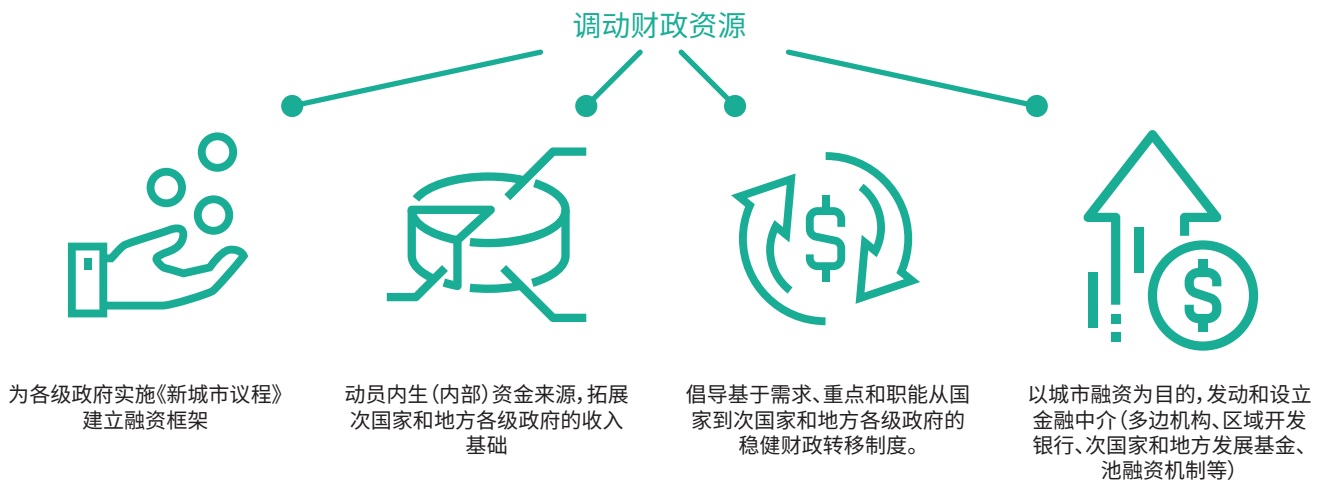 调动财政资源
为各级政府实施《新城市议程》
建立融资框架
动员内生(内部)资金来源,拓展
次国家和地方各级政府的收入
基础
倡导基于需求、重点和职能从国
家到次国家和地方各级政府的
稳健财政转移制度。
以城市融资为目的,发动和设立
金融中介(多边机构、区域开发
银行、次国家和地方发展基金、
池融资机制等)